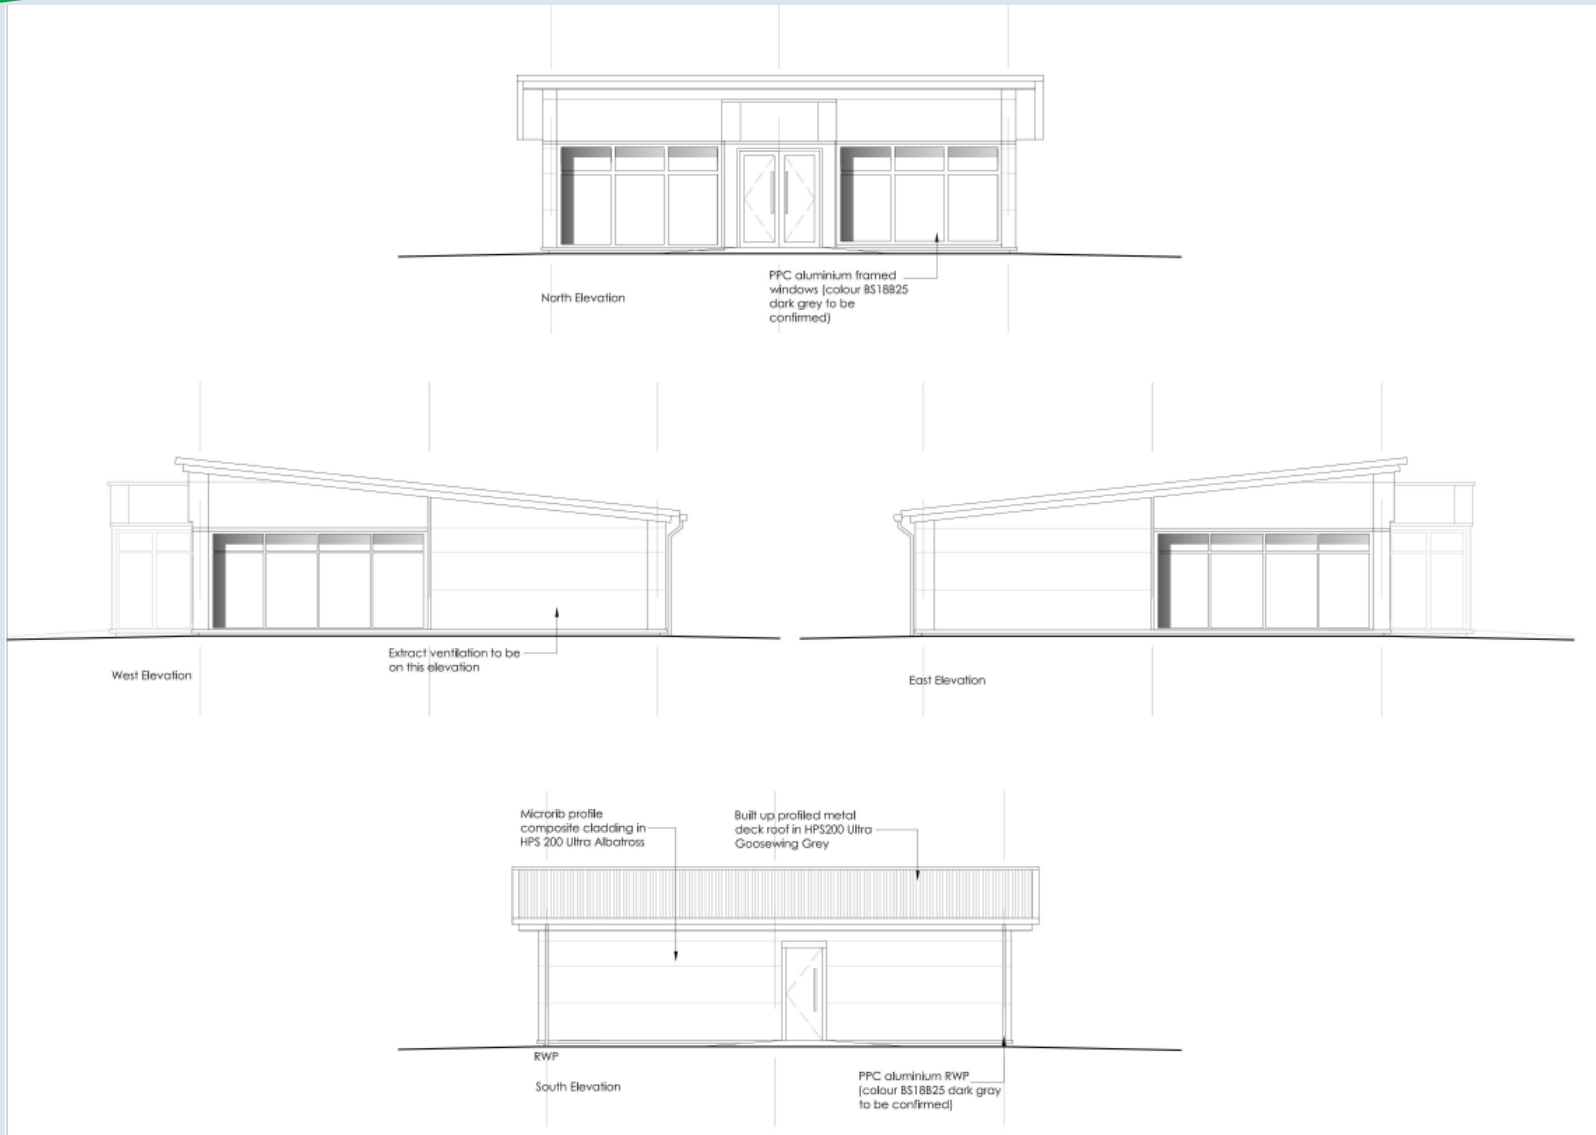 North Elevation
PPC aluminium framed
windows (colour BS18B25
dark grey to be
confirmed)
Extract ventilation to be
on this elevation
West Elevation
East Elevation
Microrib profile
composite cladding in
HPS 200 Ultra Albatross
Built up profiled metal
deck roof in HPS200 Ultra
Goosewing Grey
RWP
South Elevation
PPC aluminium RWP
(colour BS18B25 dark gray
to be confirmed)